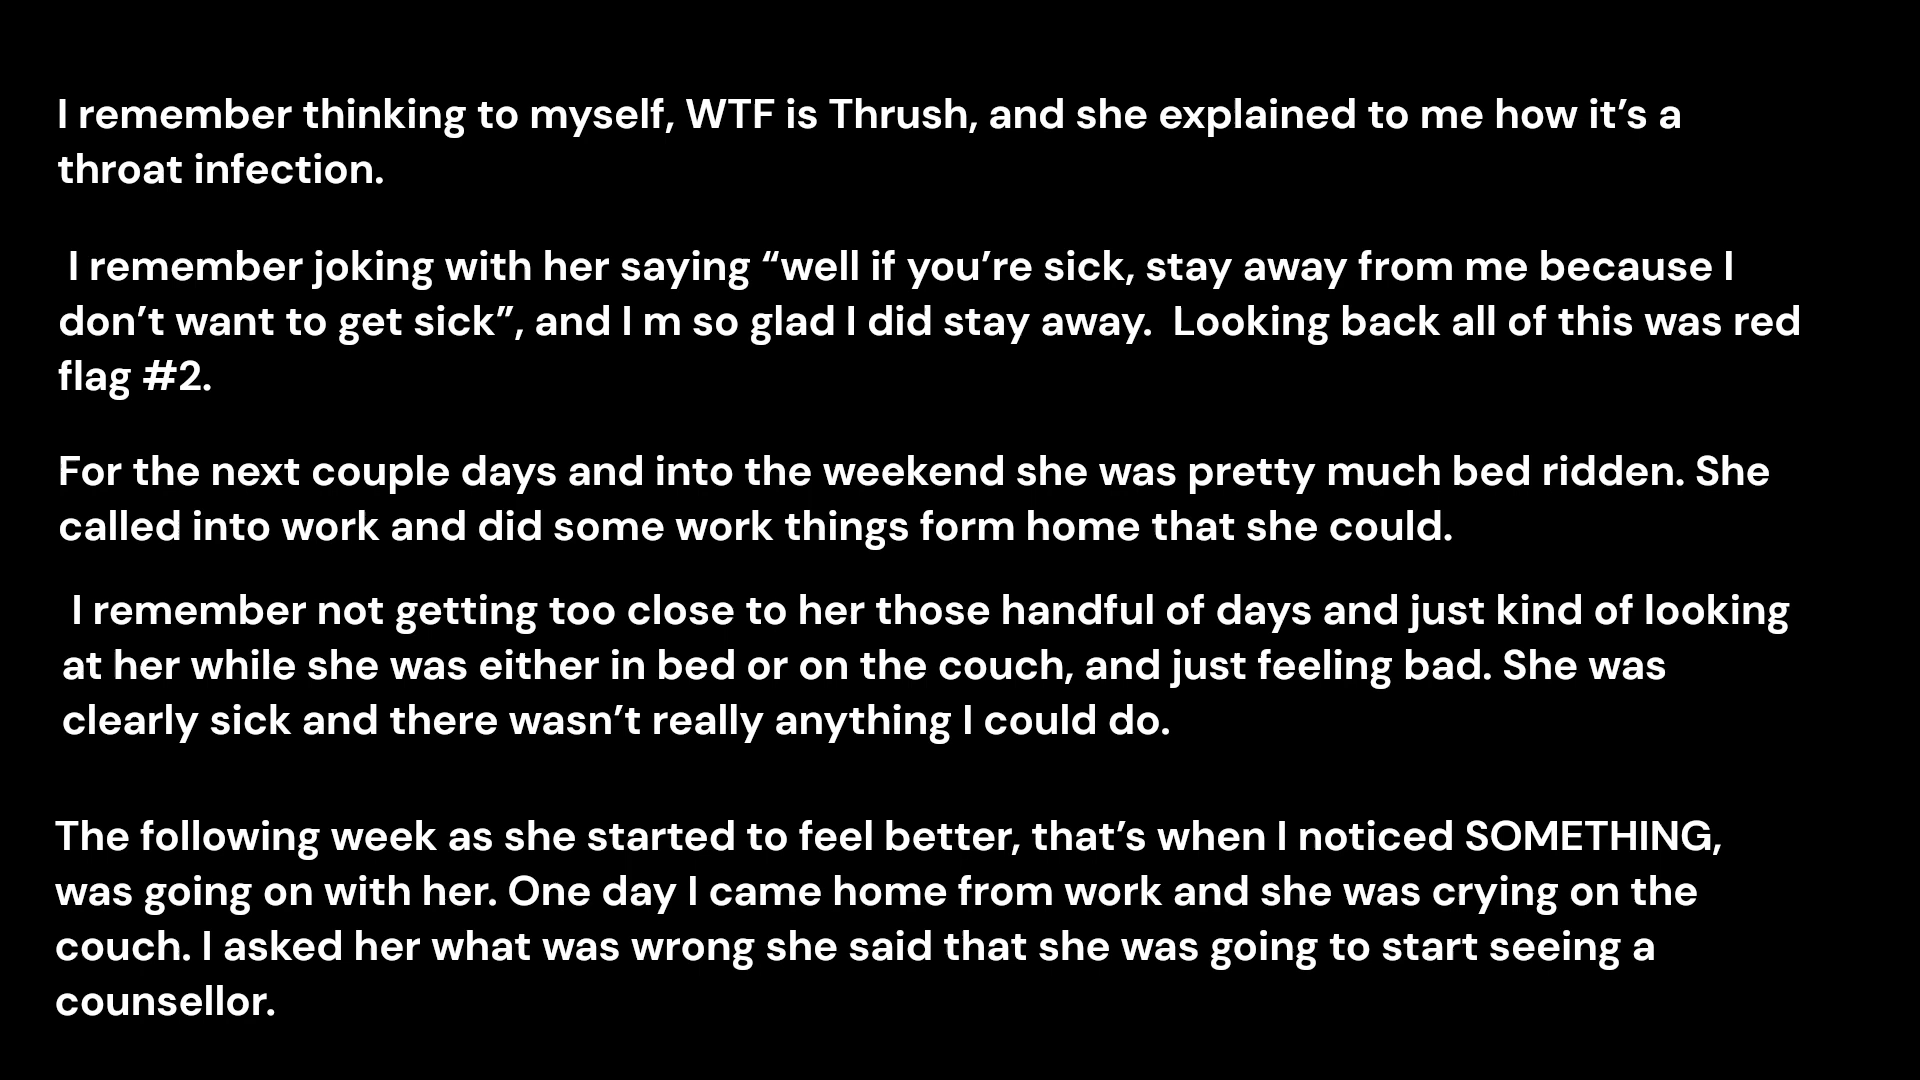 I remember thinking to myself, WTF is Thrush, and she explained to me how it’s a
throat infection.
I remember joking with her saying “well if you’re sick, stay away from me because I
don’t want to get sick”, and I m so glad I did stay away.  Looking back all of this was red
flag #2.
For the next couple days and into the weekend she was pretty much bed ridden. She
called into work and did some work things form home that she could.
I remember not getting too close to her those handful of days and just kind of looking
at her while she was either in bed or on the couch, and just feeling bad. She was
clearly sick and there wasn’t really anything I could do.
The following week as she started to feel better, that’s when I noticed SOMETHING,
was going on with her. One day I came home from work and she was crying on the
couch. I asked her what was wrong she said that she was going to start seeing a
counsellor.